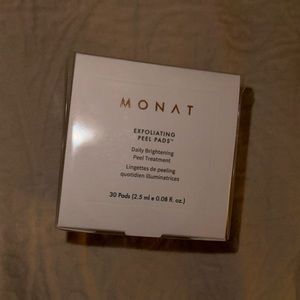 MONAT
EXFOLIATING
PEEL PADS™
Daily Brightening
Peel Treatment
Lingettes de peeling
quotidien illuminatrices
30 Pads (2.5 ml e 0.08 fl. oz.)